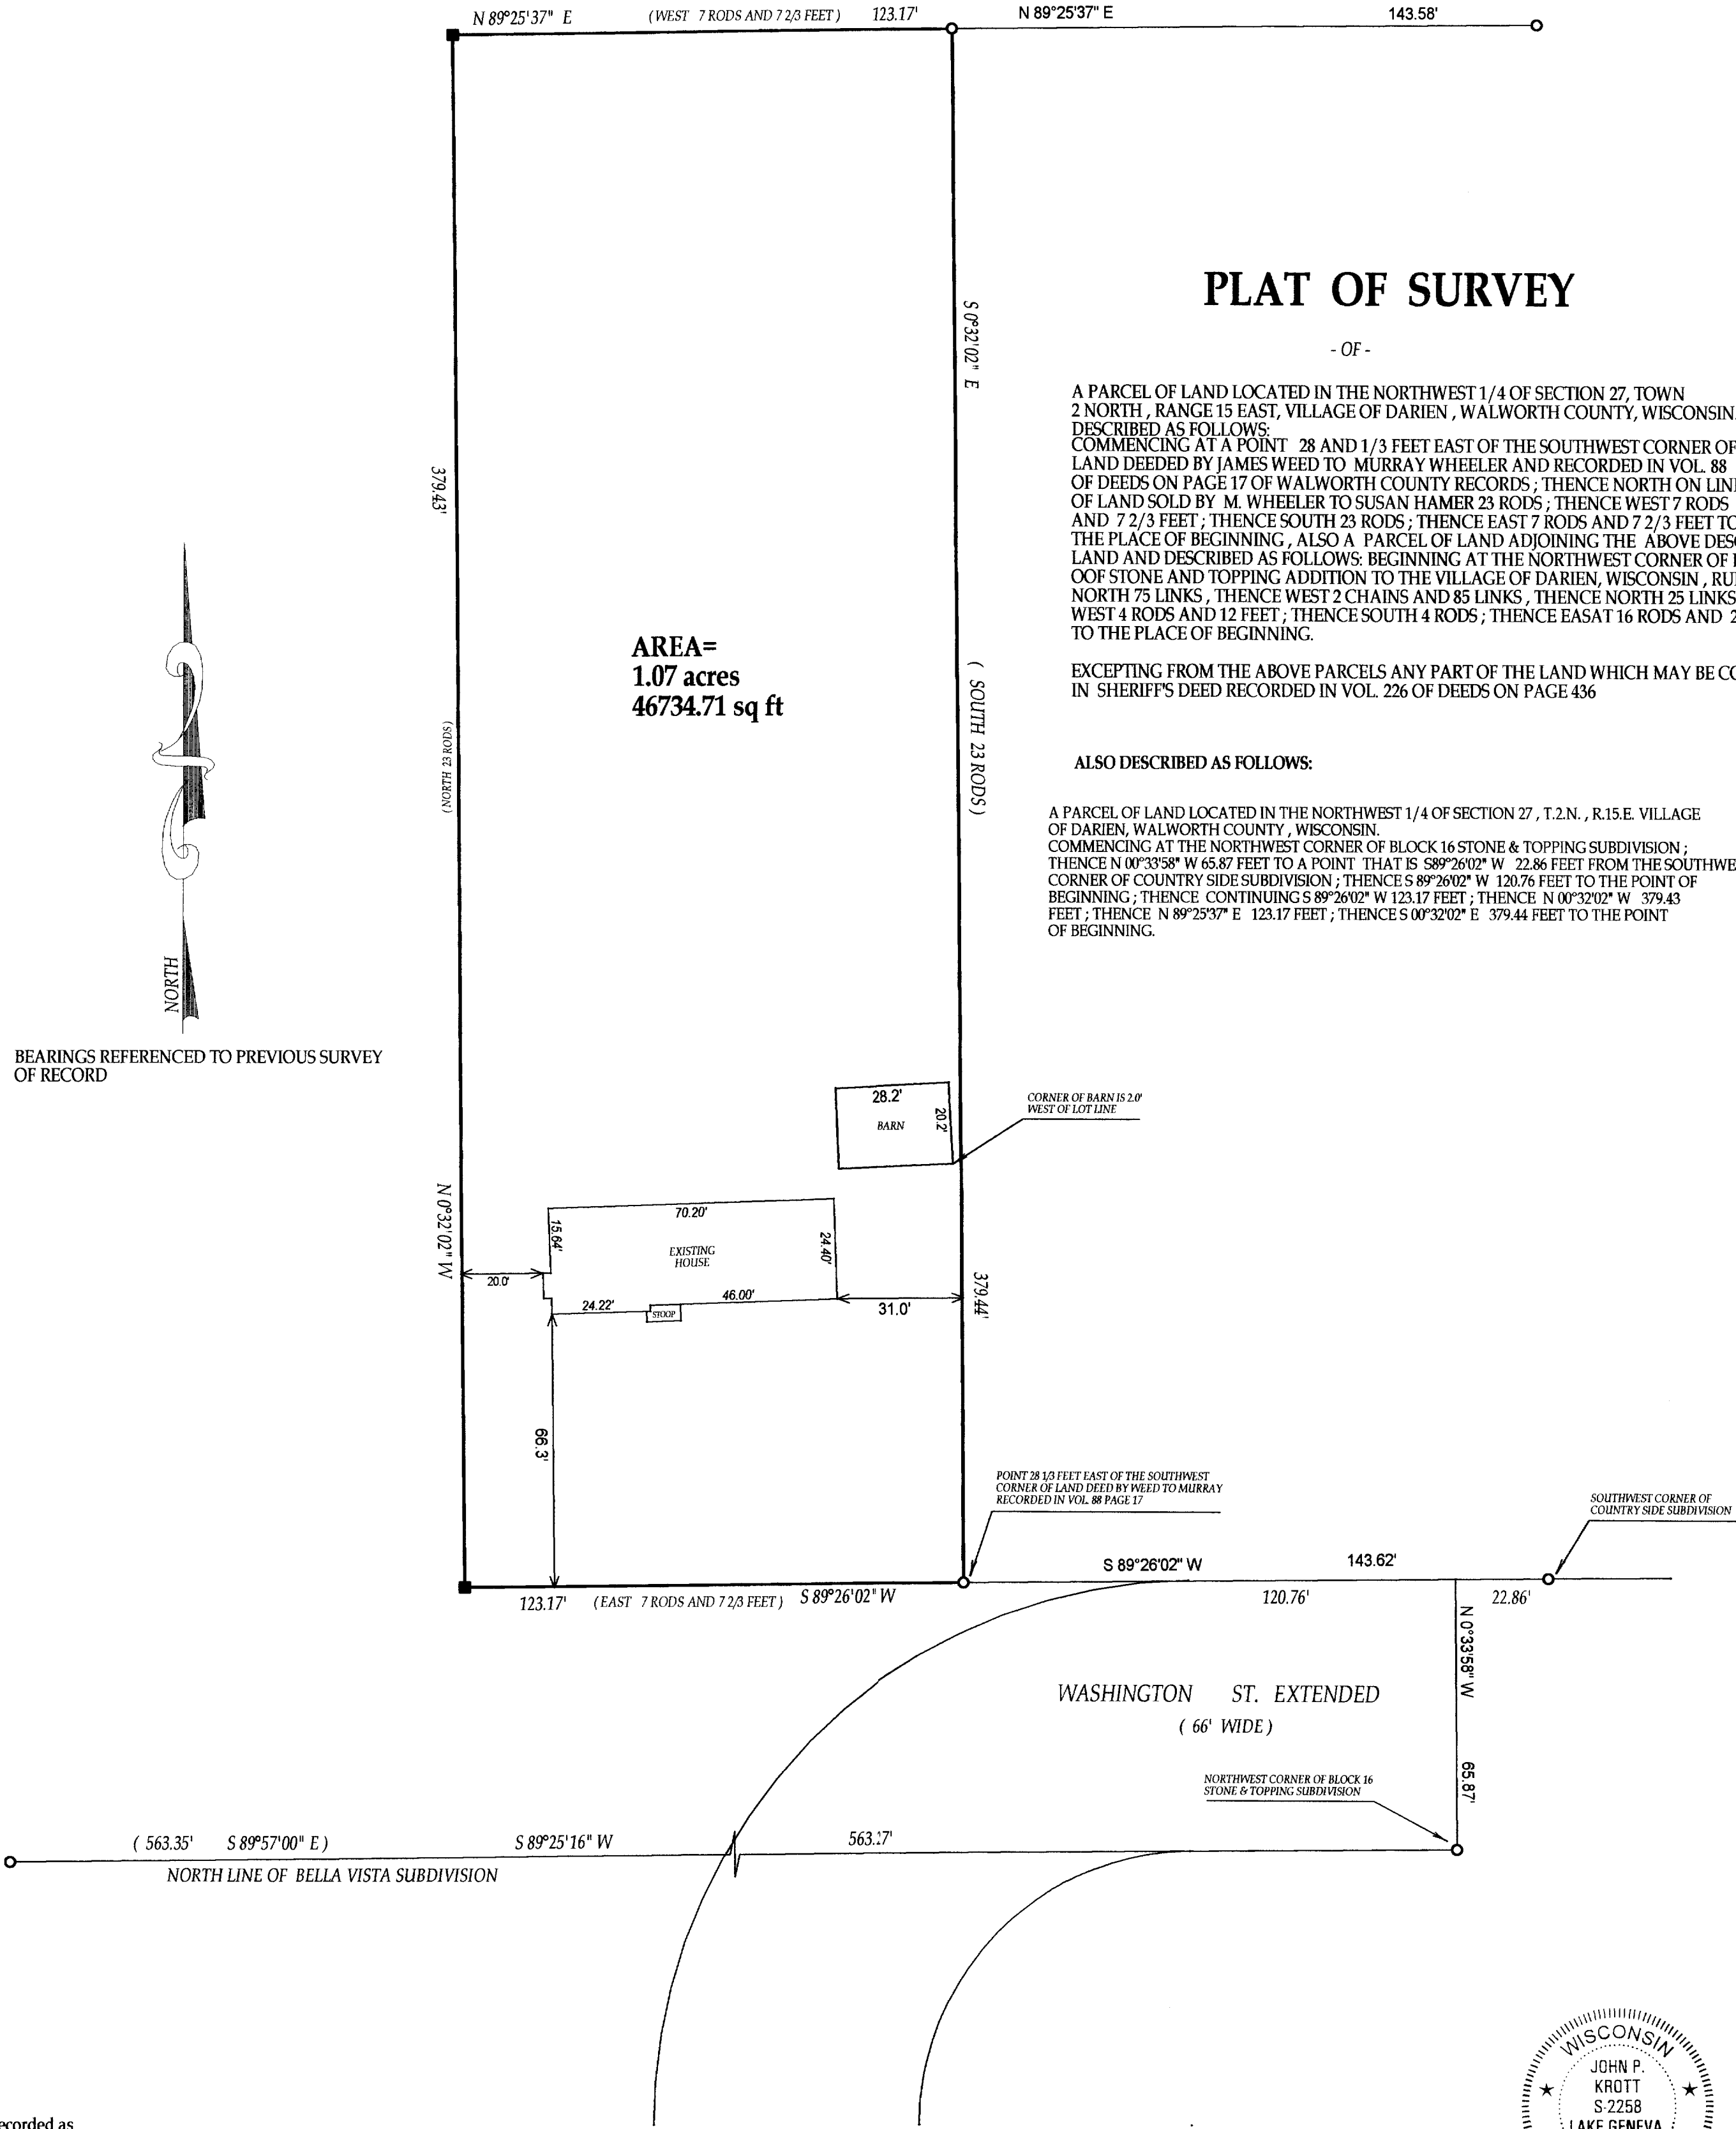 N 89°25'37" E (WEST 7 RODS AND 7 2/3 FEET) 123.17' N 89°25'37" E 143.58'
PLAT OF SURVEY
- OF -
A PARCEL OF LAND LOCATED IN THE NORTHWEST 1/4 OF SECTION 27, TOWN
2 NORTH , RANGE 15 EAST, VILLAGE OF DARIEN , WALWORTH COUNTY, WISCONSIN
DESCRIBED AS FOLLOWS:
COMMENCING AT A POINT 28 AND 1/3 FEET EAST OF THE SOUTHWEST CORNER OF
LAND DEEDED BY JAMES WEED TO MURRAY WHEELER AND RECORDED IN VOL. 88
OF DEEDS ON PAGE 17 OF WALWORTH COUNTY RECORDS ; THENCE NORTH ON
OF LAND SOLD BY M. WHEELER TO SUSAN HAMER 23 RODS ; THENCE WEST 7 RODS
AND 7 2/3 FEET ; THENCE SOUTH 23 RODS ; THENCE EAST 7 RODS AND 7 2/3 FEET TO
THE PLACE OF BEGINNING , ALSO A PARCEL OF LAND ADJOINING THE ABOVE
LAND AND DESCRIBED AS FOLLOWS: BEGINNING AT THE NORTHWEST CORNER OF
OOF STONE AND TOPPING ADDITION TO THE VILLAGE OF DARIEN, WISCONSIN ,
NORTH 75 LINKS , THENCE WEST 2 CHAINS AND 85 LINKS , THENCE NORTH 25 LINKS
WEST 4 RODS AND 12 FEET ; THENCE SOUTH 4 RODS ; THENCE EASAT 16 RODS AND 2
TO THE PLACE OF BEGINNING.
EXCEPTING FROM THE ABOVE PARCELS ANY PART OF THE LAND WHICH MAY BE
IN SHERIFF'S DEED RECORDED IN VOL. 226 OF DEEDS ON PAGE 436
ALSO DESCRIBED AS FOLLOWS:
A PARCEL OF LAND LOCATED IN THE NORTHWEST 1/4 OF SECTION 27 , T.2.N. , R.15.E. VILLAGE
OF DARIEN, WALWORTH COUNTY , WISCONSIN.
COMMENCING AT THE NORTHWEST CORNER OF BLOCK 16 STONE & TOPPING SUBDIVISION ;
THENCE N 00°33'58" W 65.87 FEET TO A POINT THAT IS S89°26'02" W 22.86 FEET FROM THE
CORNER OF COUNTRY SIDE SUBDIVISION ; THENCE S 89°26'02" W 120.76 FEET TO THE POINT OF
BEGINNING ; THENCE CONTINUING S 89°26'02" W 123.17 FEET ; THENCE N 00°32'02" W 379.43
FEET ; THENCE N 89°25'37" E 123.17 FEET ; THENCE S 00°32'02" E 379.44 FEET TO THE POINT
OF BEGINNING.
S 0°32'02" E
379.43'
AREA=
1.07 acres
46734.71 sq ft
(NORTH 23 RODS)
( SOUTH 23 RODS )
NORTH
BEARINGS REFERENCED TO PREVIOUS SURVEY
OF RECORD
28.2'
BARN
20.2'
CORNER OF BARN IS 2.0'
WEST OF LOT LINE
N 0°32'02" W
70.20'
15.64'
EXISTING
HOUSE
24.40'
20.0'
24.22'
STOOP
46.00'
31.0'
379.44'
66.3'
POINT 28 1/3 FEET EAST OF THE SOUTHWEST
CORNER OF LAND DEED BY WEED TO MURRAY
RECORDED IN VOL. 88 PAGE 17
SOUTHWEST CORNER OF
COUNTRY SIDE SUBDIVISION
S 89°26'02" W 143.62'
123.17' (EAST 7 RODS AND 7 2/3 FEET) S 89°26'02" W
120.76' 22.86'
N 0°33'58" W
65.87'
WASHINGTON ST. EXTENDED
( 66' WIDE )
NORTHWEST CORNER OF BLOCK 16
STONE & TOPPING SUBDIVISION
( 563.35' S 89°57'00" E ) S 89°25'16" W
NORTH LINE OF BELLA VISTA SUBDIVISION
WISCONSIN
JOHN P.
KROTT
S-2258
LAKE GENEVA
recorded as